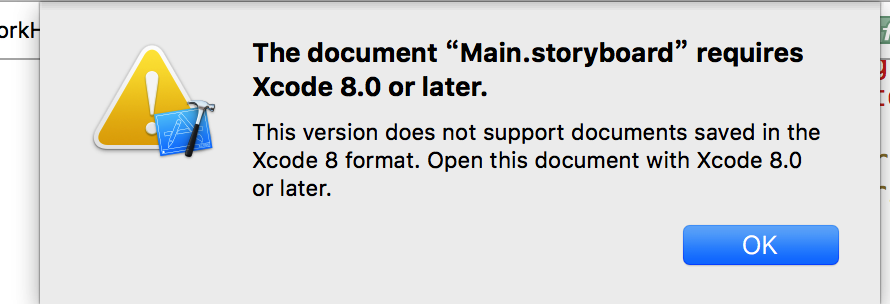 The document “Main.storyboard” requires
Xcode 8.0 or later.
This version does not support documents saved in the
Xcode 8 format. Open this document with Xcode 8.0
or later.
OK